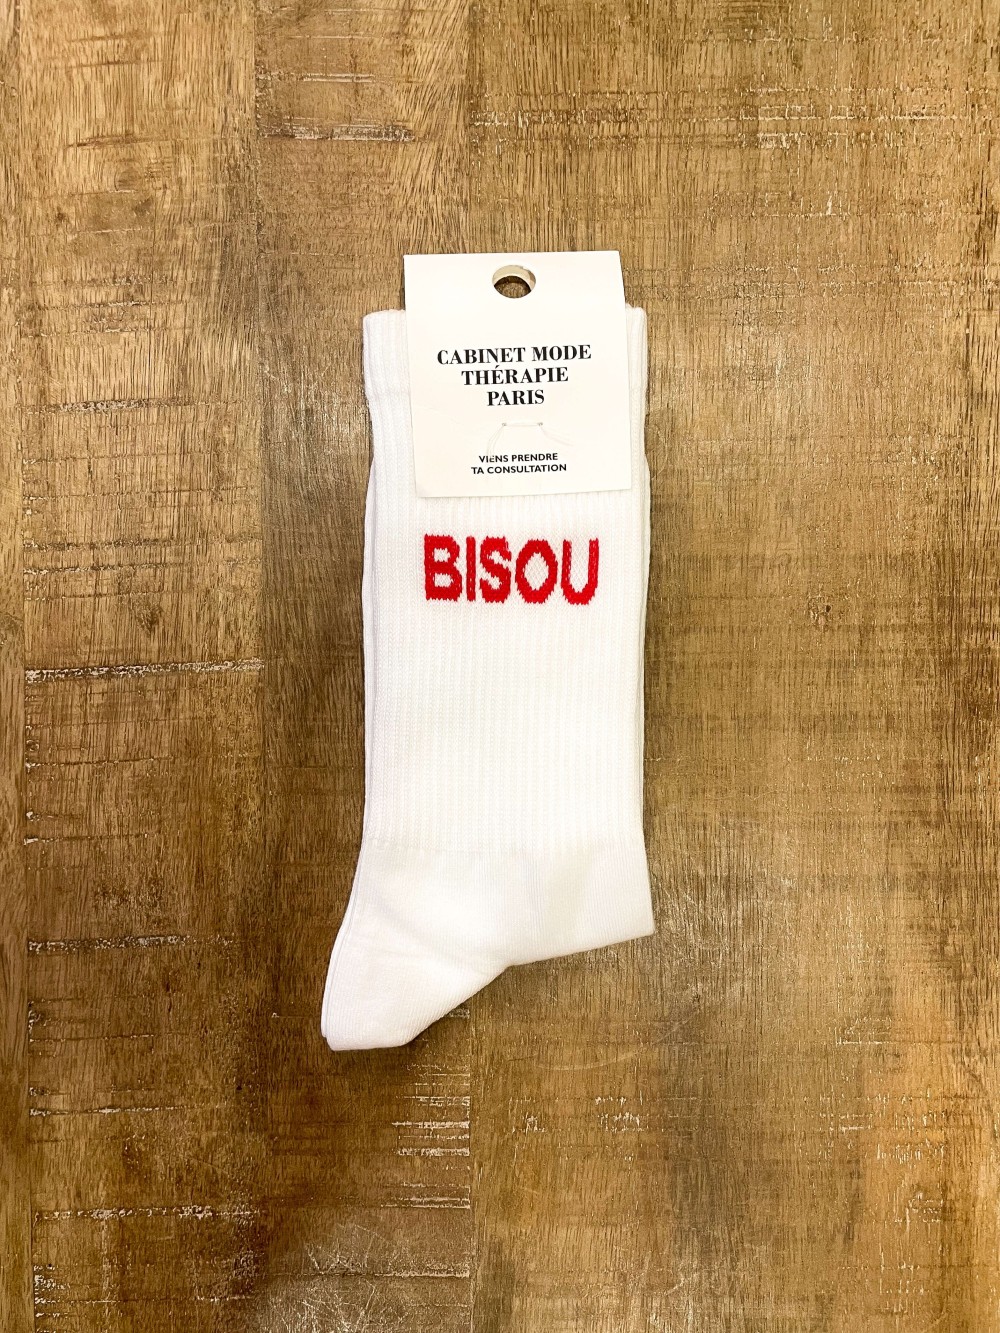 CABINET MODE
THÉRAPIE
PARIS
VIENS PRENDRE
TA CONSULTATION
BISOU